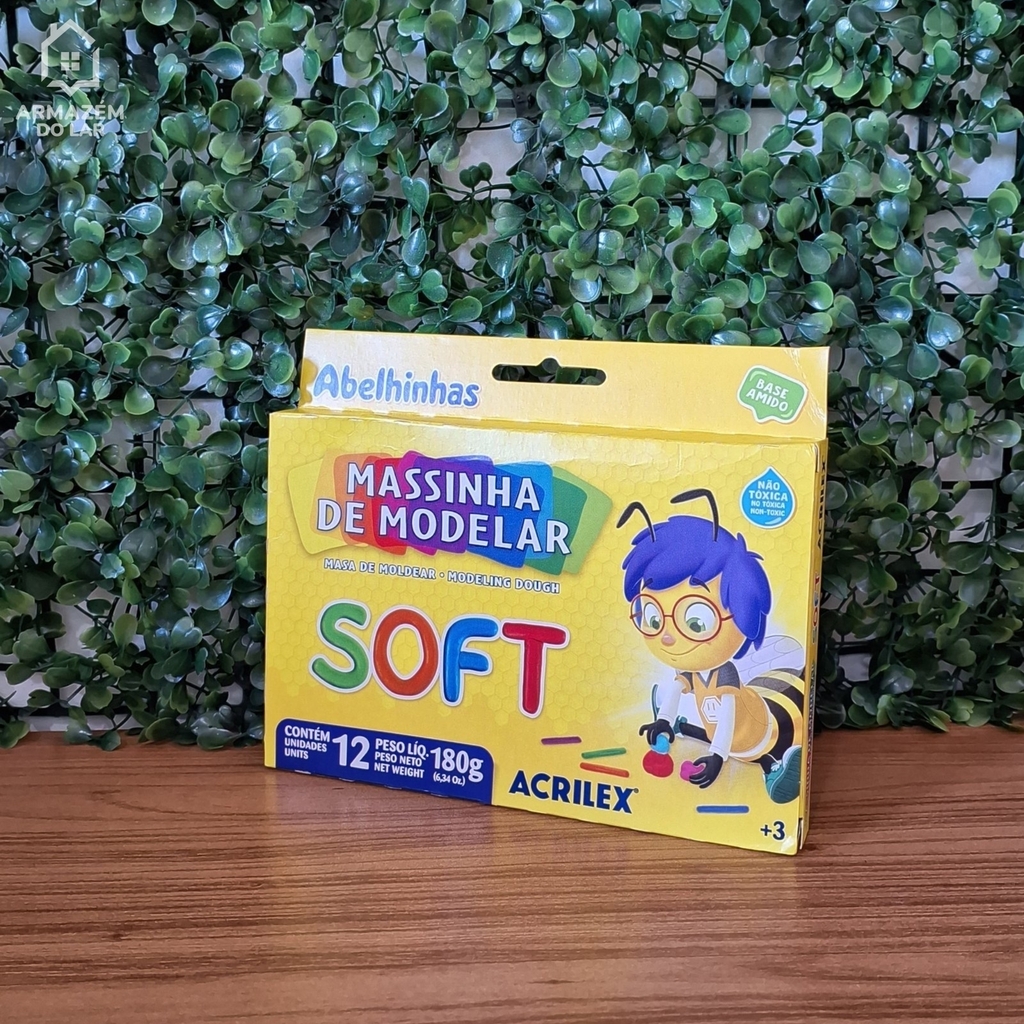 ARMAZÉM
DO LAR
Abelhinhas
BASE
AMIDO
MASSINHA
DE MODELAR
MASA DE MOLDEAR • MODELING DOUGH
NÃO
TÓXICA
NO TÓXICA
NON-TOXIC
SOFT
CONTÉM
UNIDADES
UNITS
12
PESO LÍQ.
PESO NETO
NET WEIGHT
180g
(6,34 Oz.)
ACRILEX®
+3